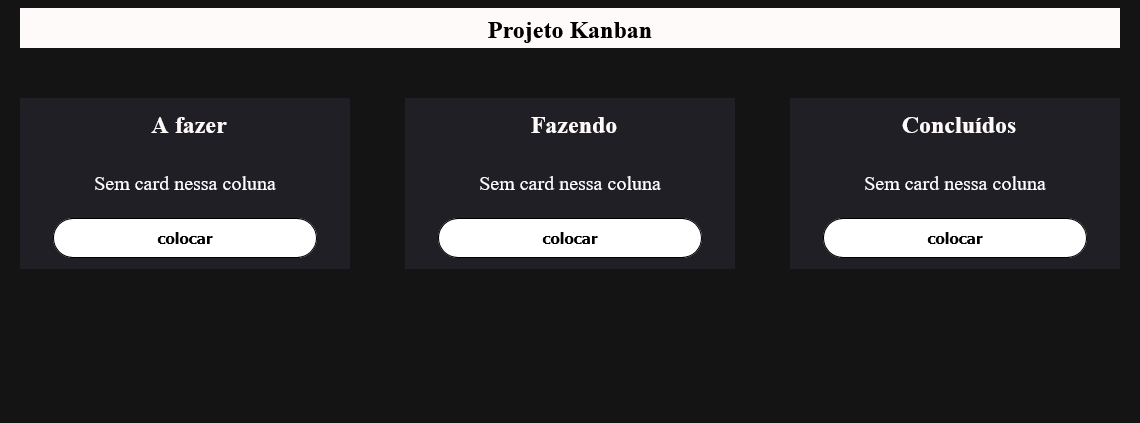 Projeto Kanban
A fazer
Sem card nessa coluna
colocar
Fazendo
Sem card nessa coluna
colocar
Concluídos
Sem card nessa coluna
colocar